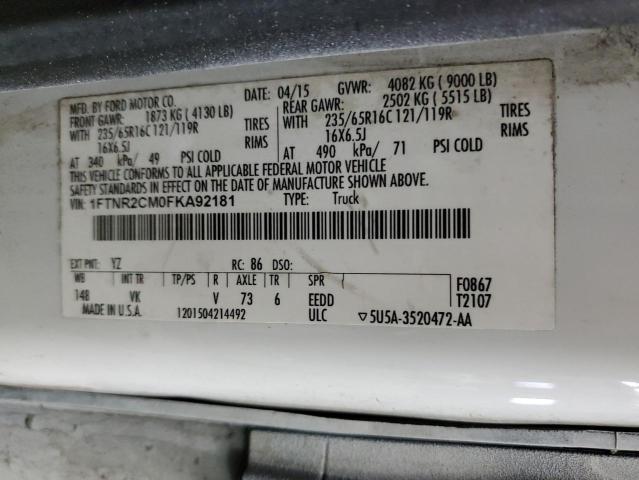 MFD. BY FORD MOTOR CO. DATE: 04/15 GVWR: 4082 KG ( 9000 LB)
FRONT GAWR: 1873 KG ( 4130 LB) REAR GAWR: 2502 KG ( 5515 LB)
WITH 235/65R16C 121/119R TIRES WITH 235/65R16C 121/119R TIRES
16X6.5J RIMS 16X6.5J RIMS
AT 340 kPa/ 49 PSI COLD AT 490 kPa/ 71 PSI COLD
THIS VEHICLE CONFORMS TO ALL APPLICABLE FEDERAL MOTOR VEHICLE
SAFETY STANDARDS IN EFFECT ON THE DATE OF MANUFACTURE SHOWN ABOVE.
VIN: 1FTNR2CM0FKA92181 TYPE: Truck
EXT PNT: YZ RC: 86 DSO:
WB INT TR TP/PS R AXLE TR SPR F0867
148 VK V 73 6 EEDD T2107
MADE IN U.S.A. 1201504214492 ULC ▽5U5A-3520472-AA